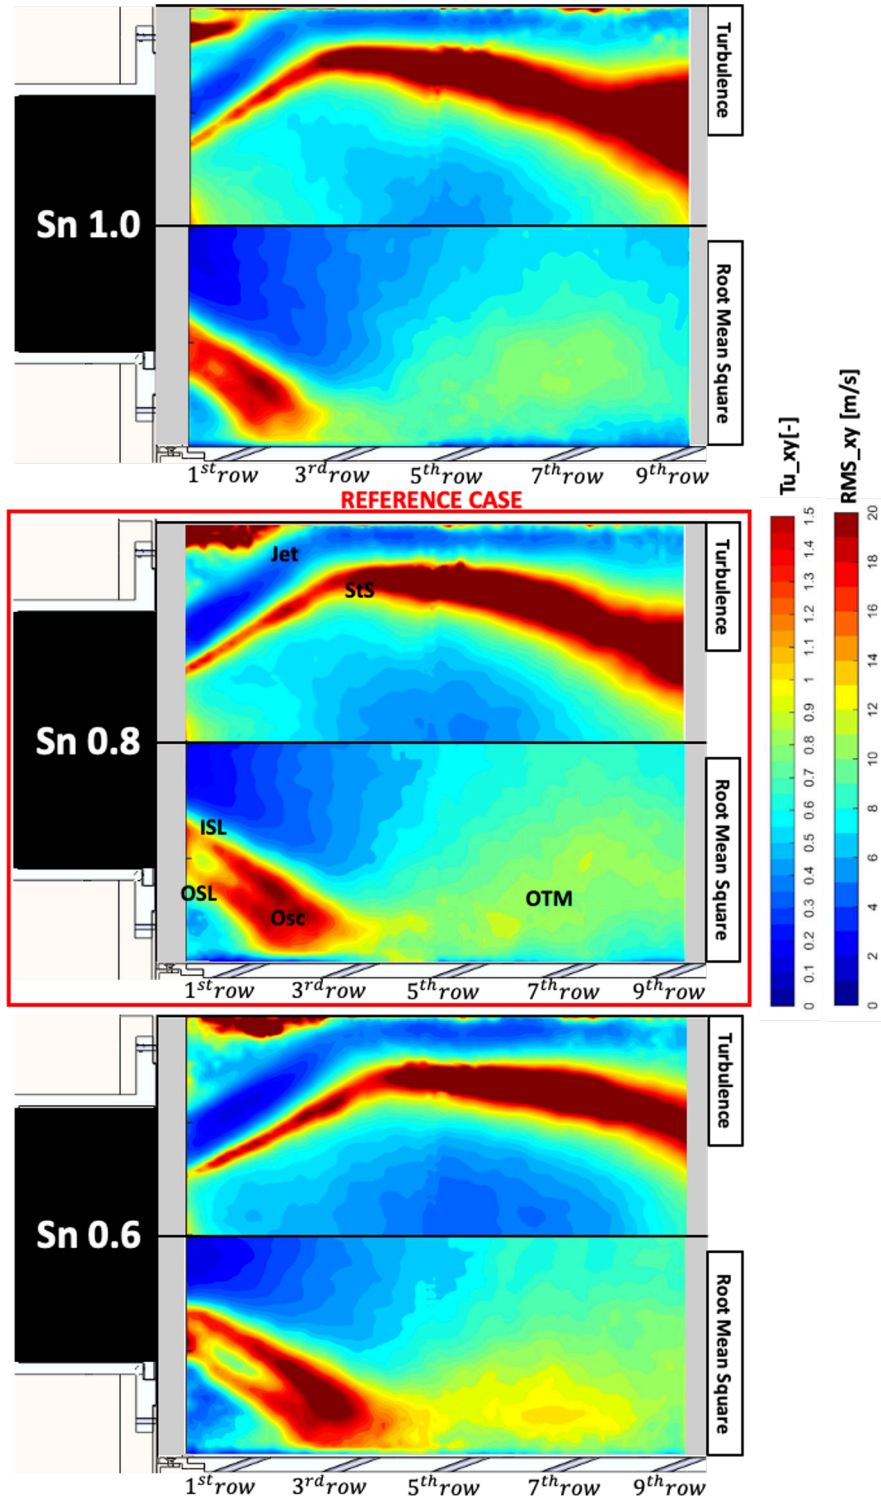 Sn 1.0
Turbulence
Root Mean Square
1st row 3rd row 5th row 7th row 9th row
REFERENCE CASE
Sn 0.8
Jet
StS
Turbulence
ISL
OSL
Osc
OTM
Root Mean Square
1st row 3rd row 5th row 7th row 9th row
Sn 0.6
Turbulence
Root Mean Square
1st row 3rd row 5th row 7th row 9th row
Tu_xy[-]
0 0.1 0.2 0.3 0.4 0.5 0.6 0.7 0.8 0.9 1 1.1 1.2 1.3 1.4 1.5
RMS_xy [m/s]
0 2 4 6 8 10 12 14 16 18 20